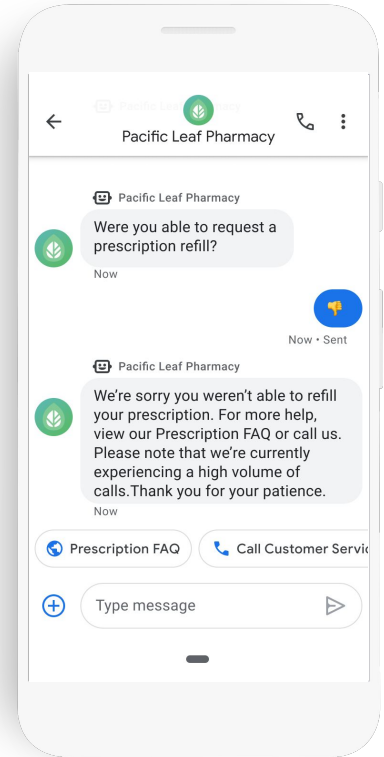 Pacific Leaf Pharmacy
Pacific Leaf Pharmacy
Pacific Leaf Pharmacy
Were you able to request a
prescription refill?
Now
👎
Now • Sent
Pacific Leaf Pharmacy
We’re sorry you weren’t able to refill
your prescription. For more help,
view our Prescription FAQ or call us.
Please note that we’re currently
experiencing a high volume of
calls.Thank you for your patience.
Now
Prescription FAQ
Call Customer Servic
Type message